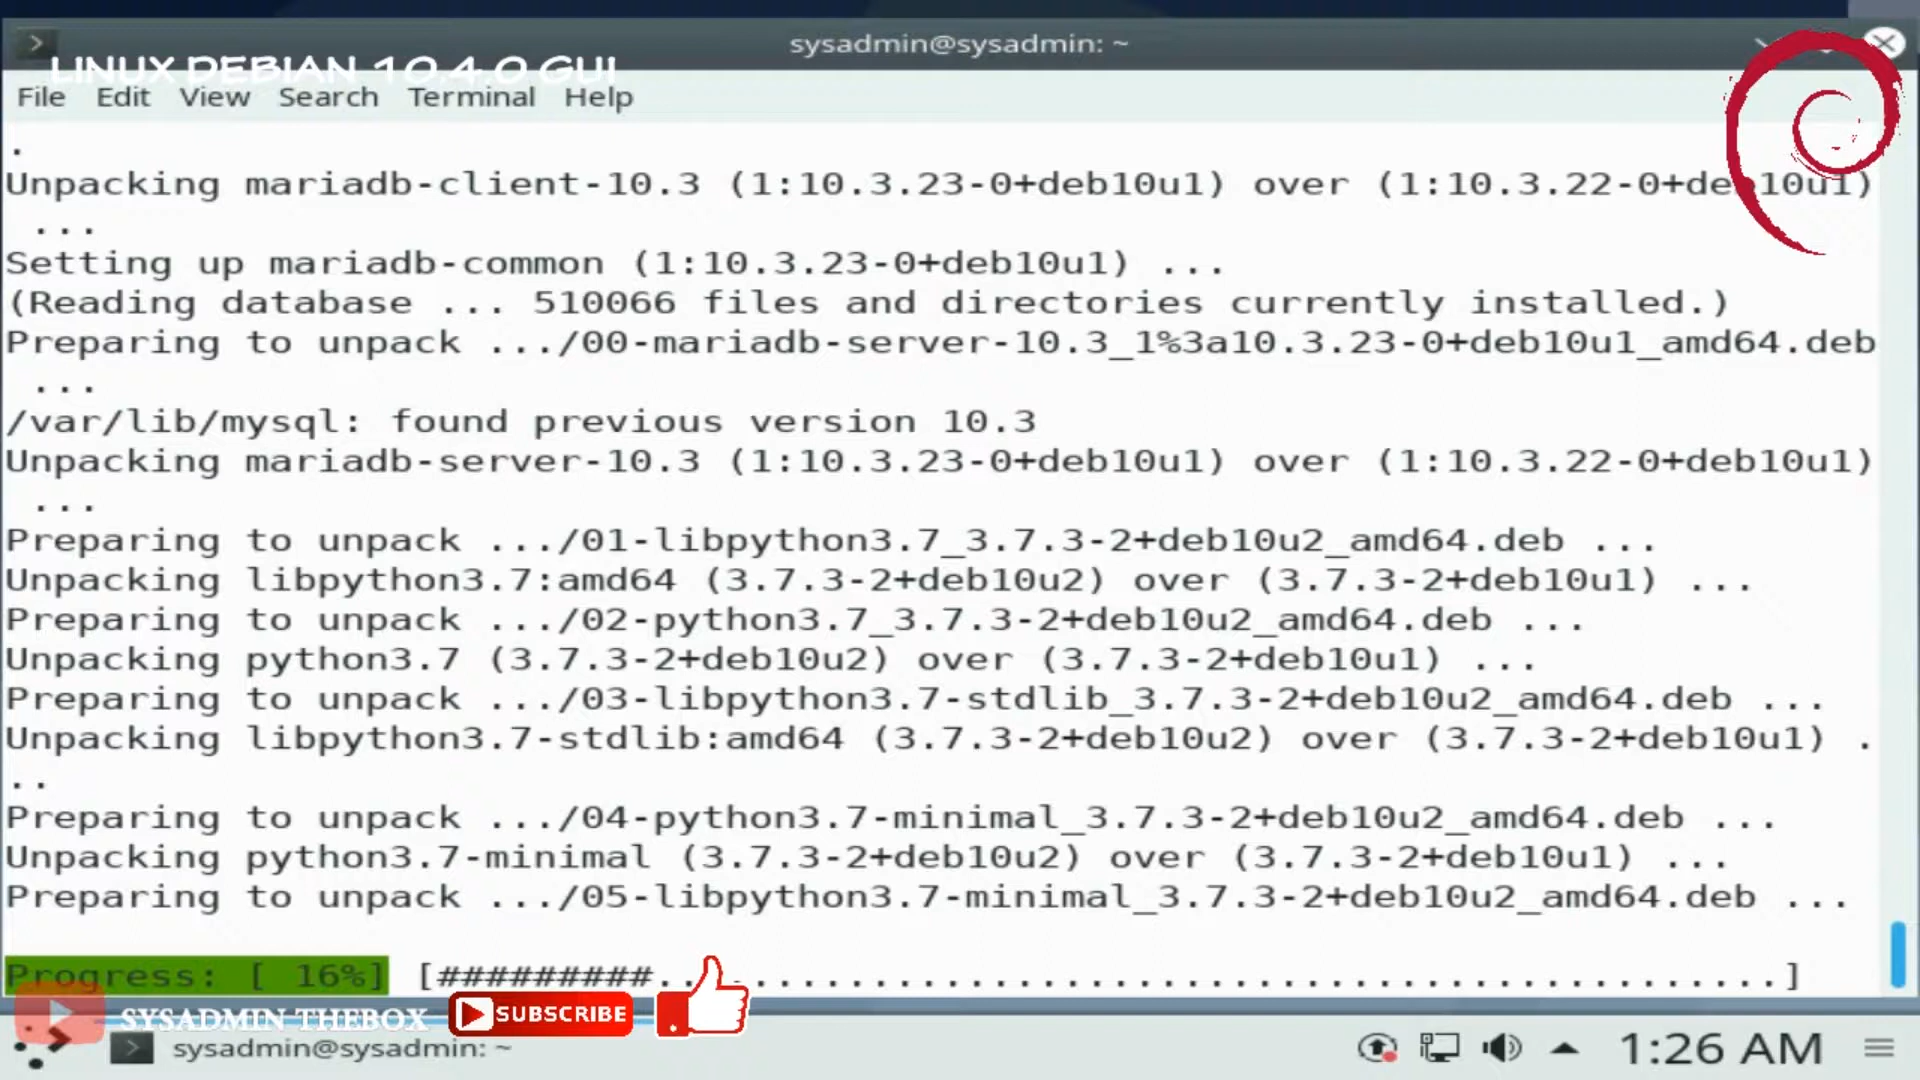 sysadmin@sysadmin: ~
LINUX DEBIAN 10.4.0 GUI
File Edit View Search Terminal Help
.
Unpacking mariadb-client-10.3 (1:10.3.23-0+deb10u1) over (1:10.3.22-0+deb10u1)
...
Setting up mariadb-common (1:10.3.23-0+deb10u1) ...
(Reading database ... 510066 files and directories currently installed.)
Preparing to unpack .../00-mariadb-server-10.3_1%3a10.3.23-0+deb10u1_amd64.deb
...
/var/lib/mysql: found previous version 10.3
Unpacking mariadb-server-10.3 (1:10.3.23-0+deb10u1) over (1:10.3.22-0+deb10u1)
...
Preparing to unpack .../01-libpython3.7_3.7.3-2+deb10u2_amd64.deb ...
Unpacking libpython3.7:amd64 (3.7.3-2+deb10u2) over (3.7.3-2+deb10u1) ...
Preparing to unpack .../02-python3.7_3.7.3-2+deb10u2_amd64.deb ...
Unpacking python3.7 (3.7.3-2+deb10u2) over (3.7.3-2+deb10u1) ...
Preparing to unpack .../03-libpython3.7-stdlib_3.7.3-2+deb10u2_amd64.deb ...
Unpacking libpython3.7-stdlib:amd64 (3.7.3-2+deb10u2) over (3.7.3-2+deb10u1) .
..
Preparing to unpack .../04-python3.7-minimal_3.7.3-2+deb10u2_amd64.deb ...
Unpacking python3.7-minimal (3.7.3-2+deb10u2) over (3.7.3-2+deb10u1) ...
Preparing to unpack .../05-libpython3.7-minimal_3.7.3-2+deb10u2_amd64.deb ...
Progress: [ 16%] [#########...............................................]
SYSADMIN THEBOX SUBSCRIBE
sysadmin@sysadmin: ~ 1:26 AM